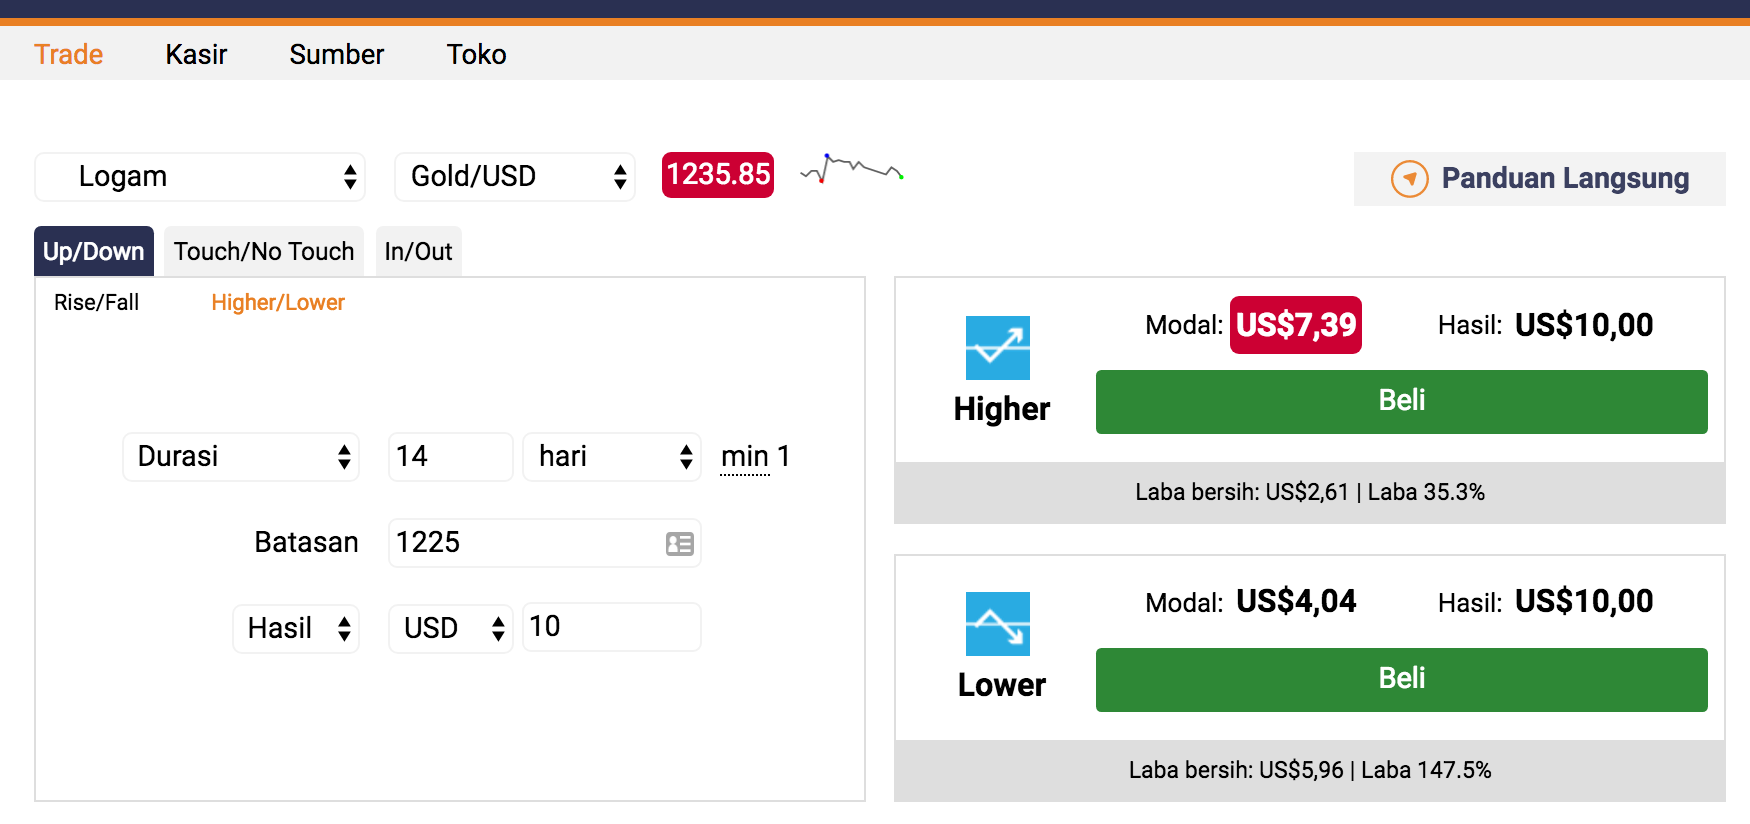 Trade Kasir Sumber Toko
Logam Gold/USD 1235.85 Panduan Langsung
Up/Down Touch/No Touch In/Out
Rise/Fall Higher/Lower
Durasi 14 hari min 1
Batasan 1225
Hasil USD 10
Modal: US$7,39 Hasil: US$10,00
Higher Beli
Laba bersih: US$2,61 | Laba 35.3%
Modal: US$4,04 Hasil: US$10,00
Lower Beli
Laba bersih: US$5,96 | Laba 147.5%